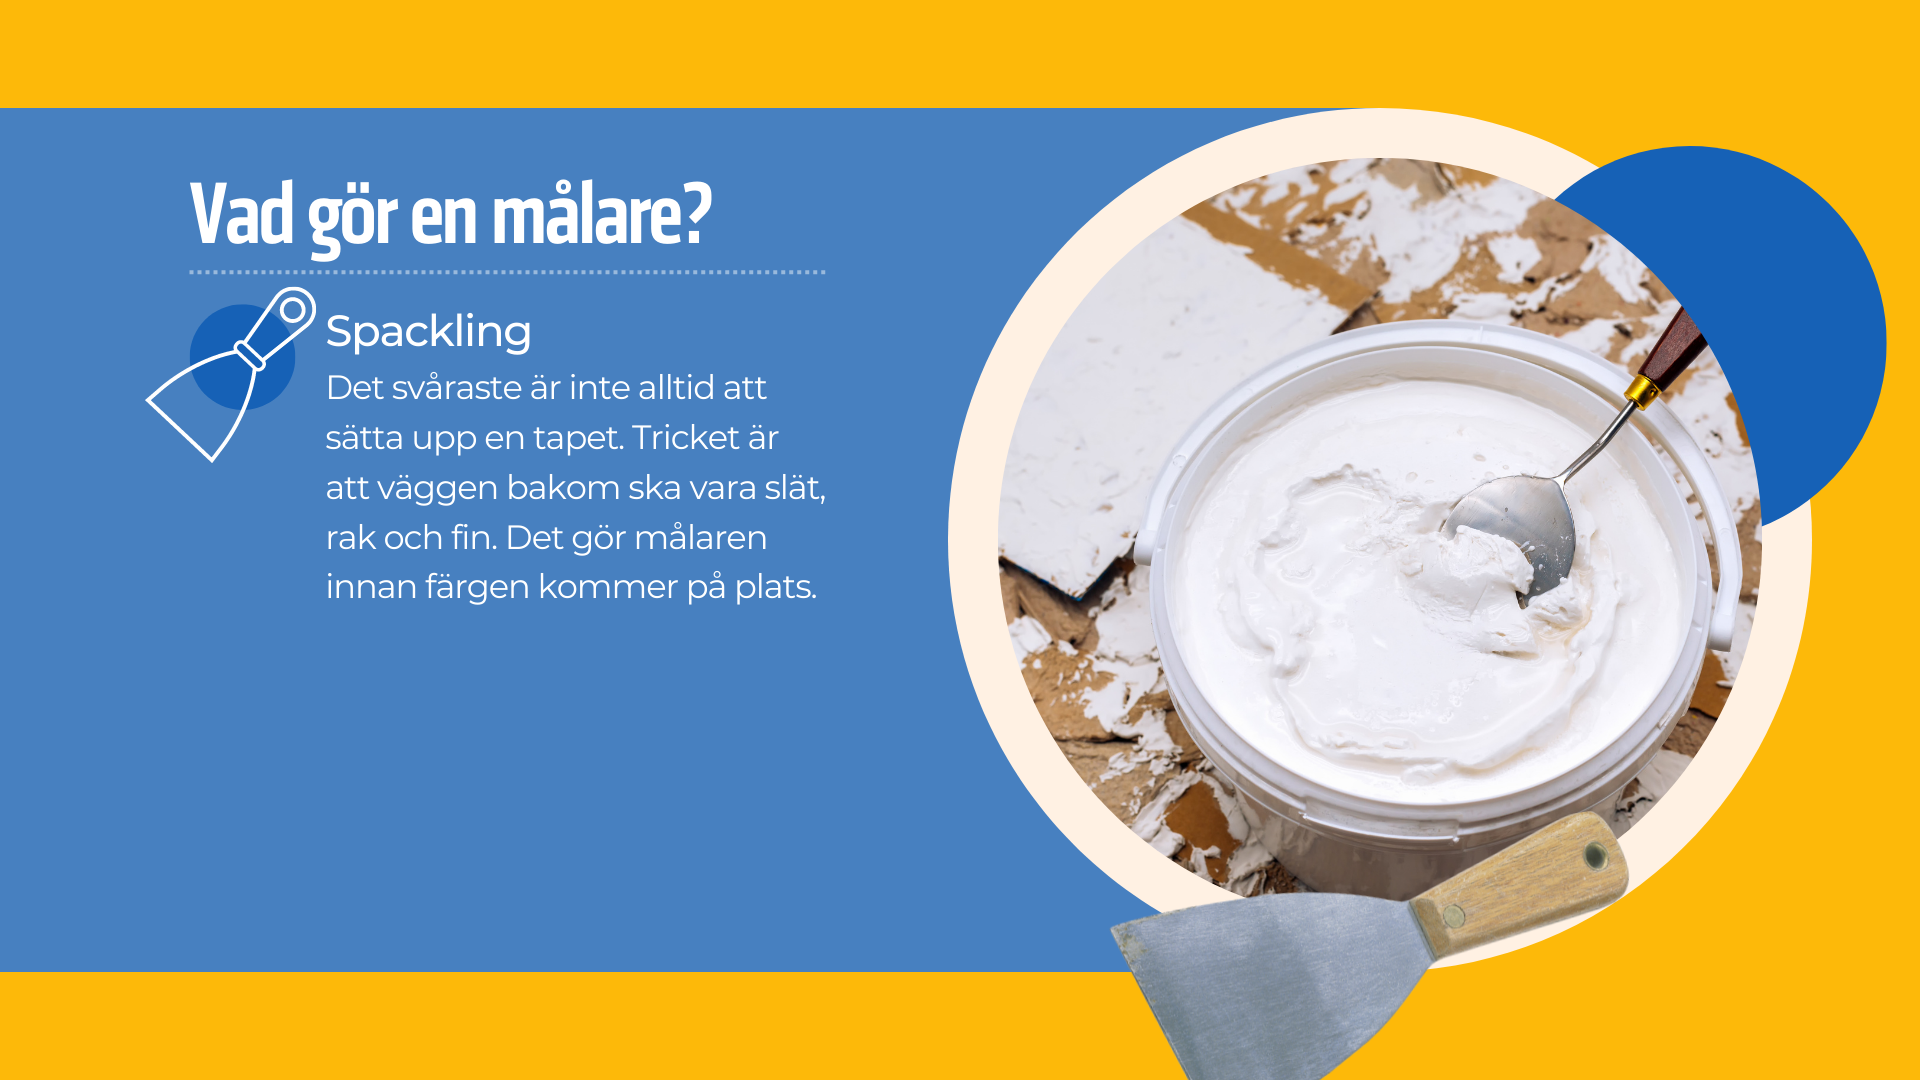 Vad gör en målare?
Spackling
Det svåraste är inte alltid att
sätta upp en tapet. Tricket är
att väggen bakom ska vara slät,
rak och fin. Det gör målaren
innan färgen kommer på plats.